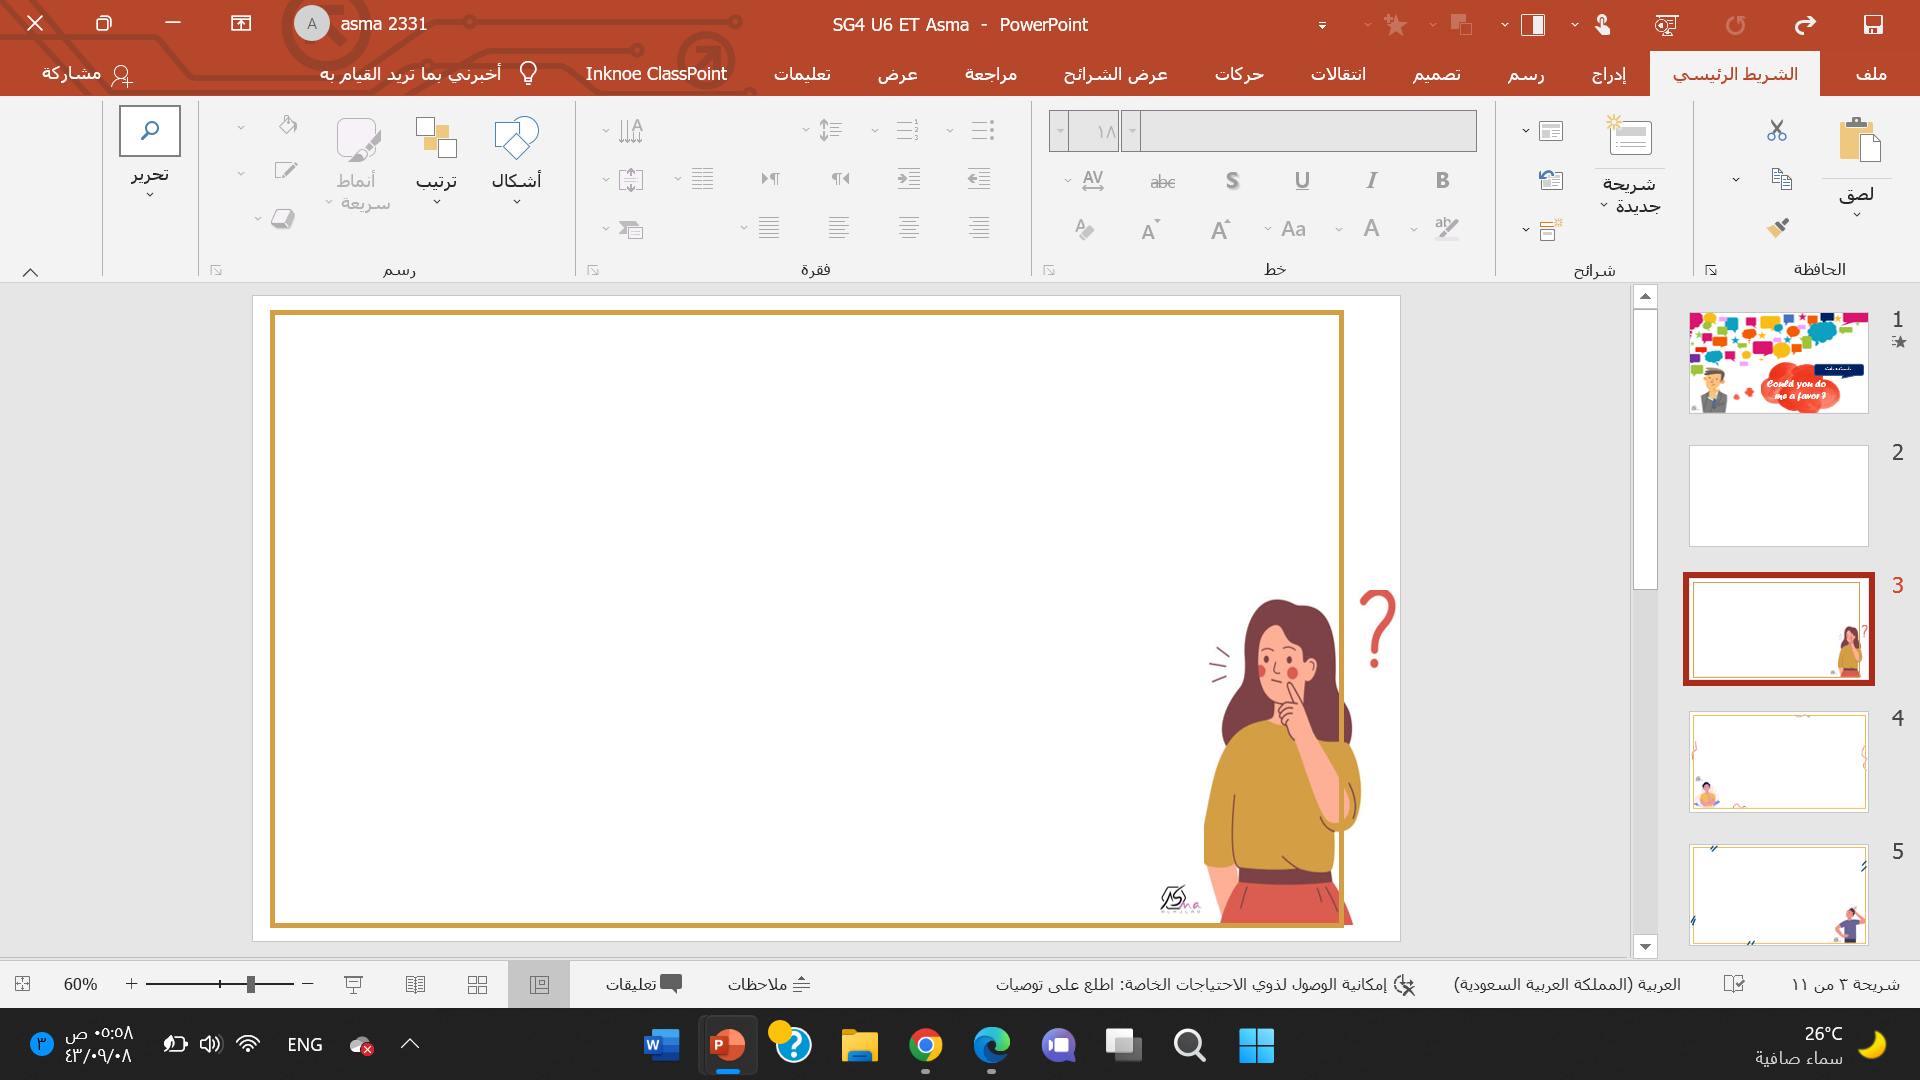 asma 2331
SG4 U6 ET Asma - PowerPoint
ملف
الشريط الرئيسي
إدراج
رسم
تصميم
انتقالات
حركات
عرض الشرائح
مراجعة
عرض
تعليمات
Inknoe ClassPoint
أخبرني بما تريد القيام به
مشاركة
لصق
الحافظة
شريحة
جديدة
شرائح
١٨
خط
فقرة
أشكال
ترتيب
أنماط
سريعة
رسم
تحرير
1
Could you do
me a favor?
2
3
4
5
شريحة ٣ من ١١
العربية (المملكة العربية السعودية)
إمكانية الوصول لذوي الاحتياجات الخاصة: اطلع على توصيات
ملاحظات
تعليقات
60%
26°C
سماء صافية
ENG
٠٥:٥٨ ص
٤٣/٠٩/٠٨
٣